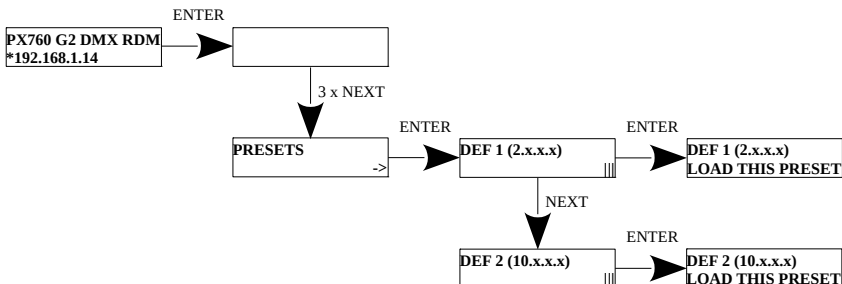 ENTER
PX760 G2 DMX RDM
*192.168.1.14
3 x NEXT
PRESETS
->
ENTER
DEF 1 (2.x.x.x)
|||
ENTER
DEF 1 (2.x.x.x)
LOAD THIS PRESET
NEXT
DEF 2 (10.x.x.x)
|||
ENTER
DEF 2 (10.x.x.x)
LOAD THIS PRESET